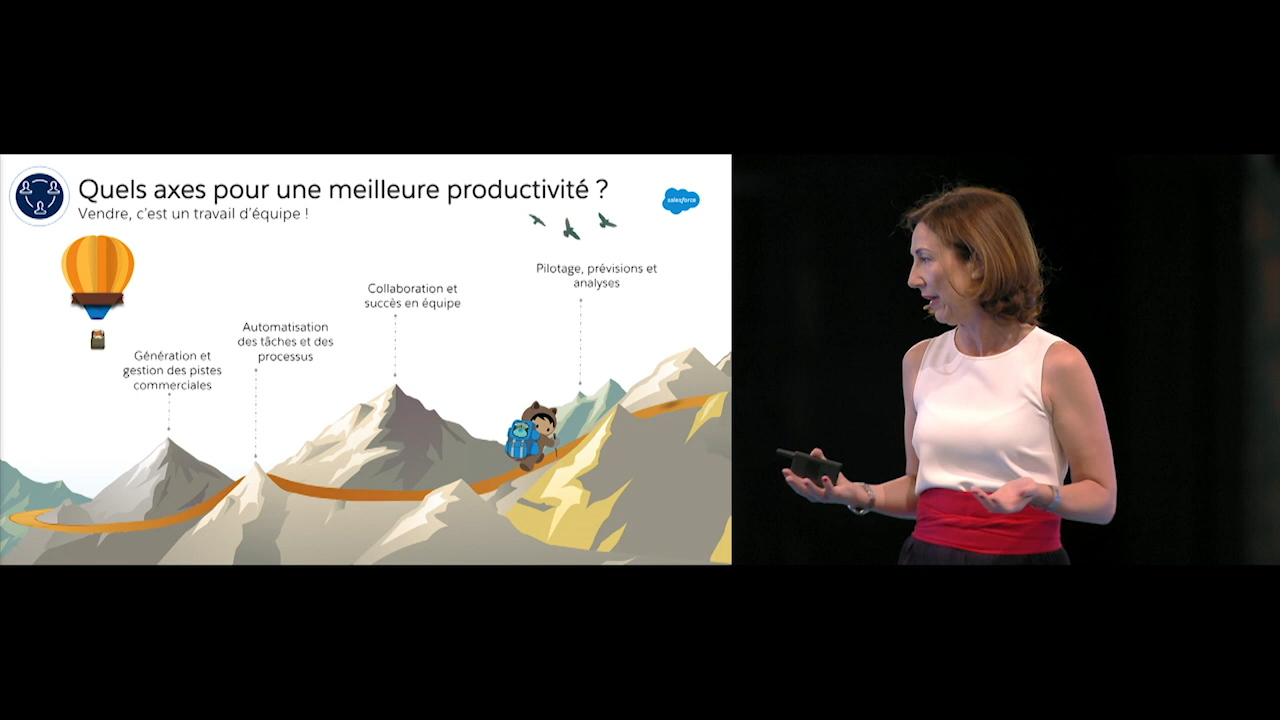 Quels axes pour une meilleure productivité ?
Vendre, c'est un travail d'équipe !
salesforce
Pilotage, prévisions et
analyses
Collaboration et
succès en équipe
Automatisation
des tâches et des
processus
Génération et
gestion des pistes
commerciales